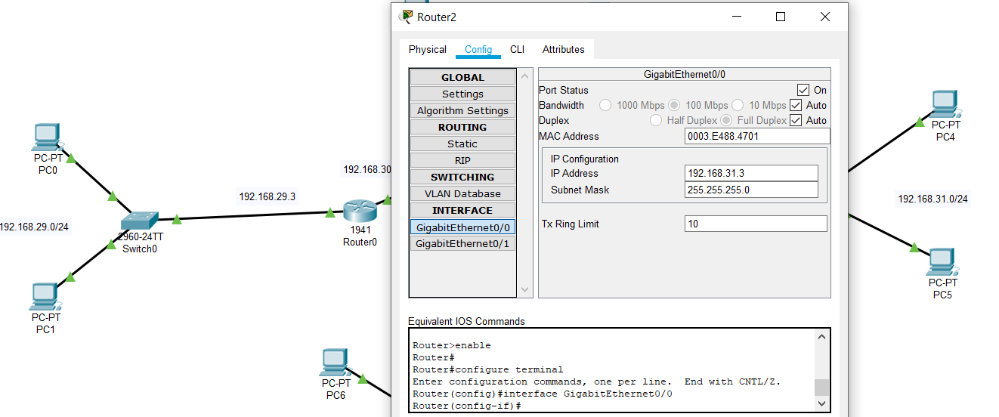 Router2
Physical
Config
CLI
Attributes
GLOBAL
Settings
Algorithm Settings
ROUTING
Static
RIP
SWITCHING
VLAN Database
INTERFACE
GigabitEthernet0/0
GigabitEthernet0/1
GigabitEthernet0/0
Port Status On
Bandwidth 1000 Mbps 100 Mbps 10 Mbps Auto
Duplex Half Duplex Full Duplex Auto
MAC Address 0003.E488.4701
IP Configuration
IP Address 192.168.31.3
Subnet Mask 255.255.255.0
Tx Ring Limit 10
Equivalent IOS Commands
Router>enable
Router#
Router#configure terminal
Enter configuration commands, one per line. End with CNTL/Z.
Router(config)#interface GigabitEthernet0/0
Router(config-if)#
PC-PT
PC0
192.168.29.0/24
2960-24TT
Switch0
PC-PT
PC1
192.168.29.3
192.168.30
1941
Router0
PC-PT
PC6
PC-PT
PC4
192.168.31.0/24
PC-PT
PC5